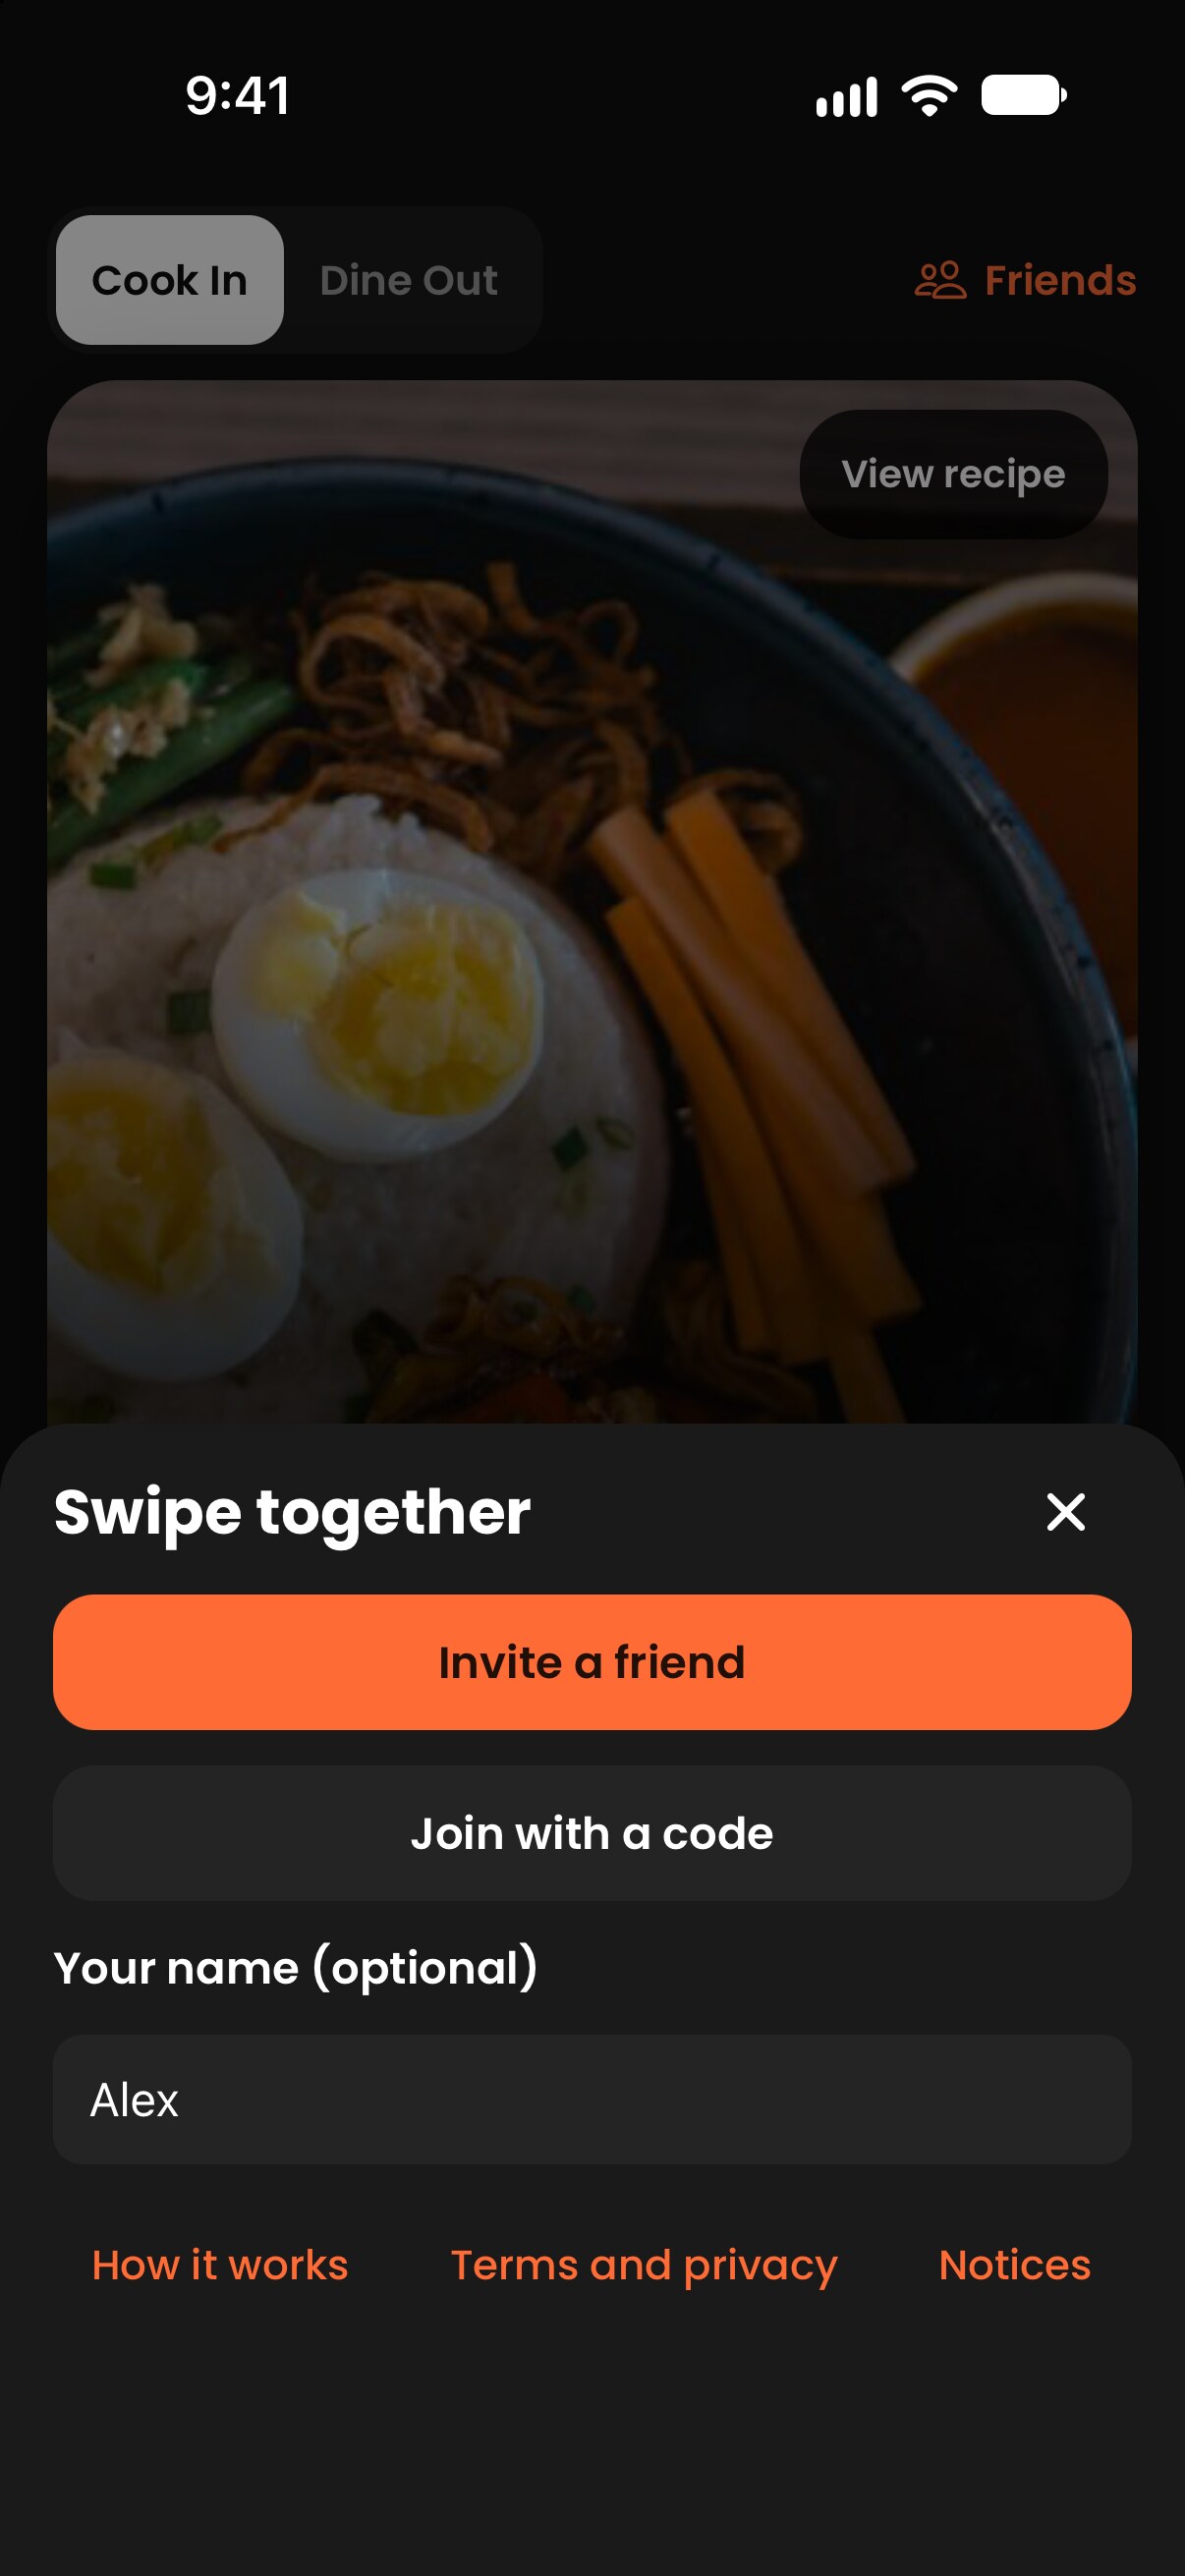 9:41
Cook In
Dine Out
Friends
View recipe
Swipe together
Invite a friend
Join with a code
Your name (optional)
Alex
How it works
Terms and privacy
Notices